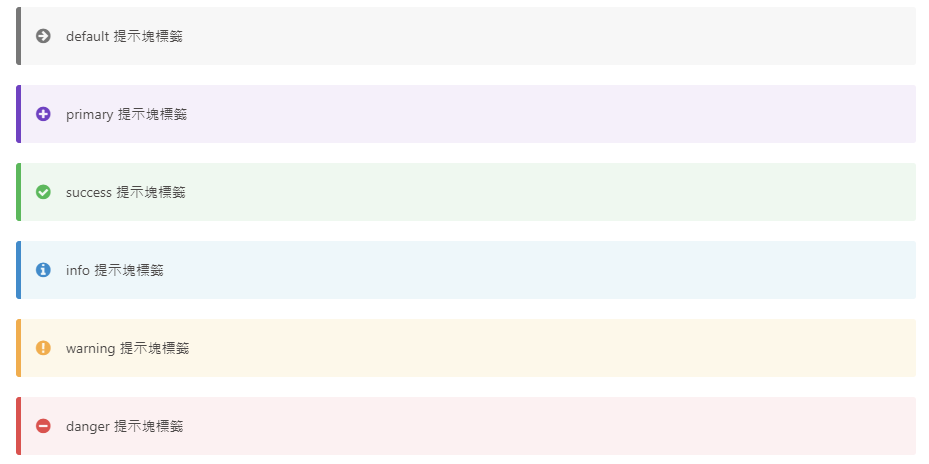 default 提示塊標籤
primary 提示塊標籤
success 提示塊標籤
info 提示塊標籤
warning 提示塊標籤
danger 提示塊標籤